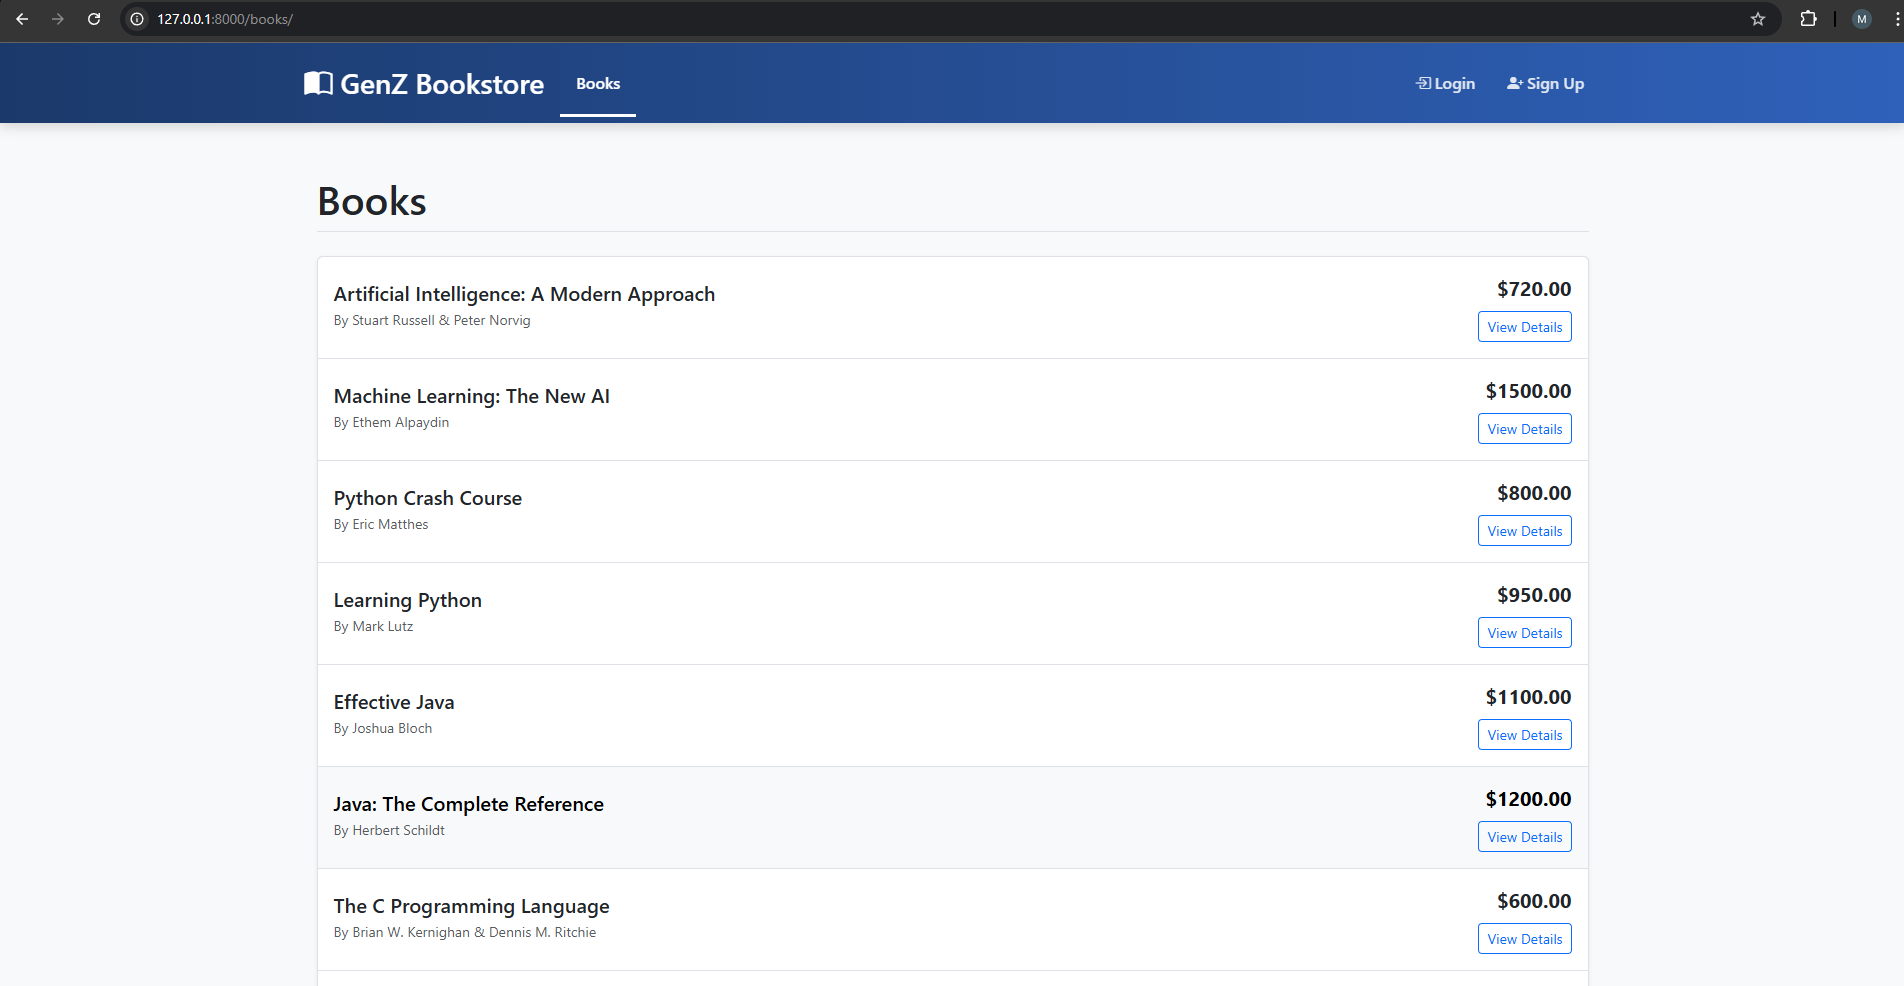 127.0.0.1:8000/books/
M
GenZ Bookstore
Books
Login
Sign Up
Books
Artificial Intelligence: A Modern Approach
$720.00
By Stuart Russell & Peter Norvig
View Details
Machine Learning: The New AI
$1500.00
By Ethem Alpaydin
View Details
Python Crash Course
$800.00
By Eric Matthes
View Details
Learning Python
$950.00
By Mark Lutz
View Details
Effective Java
$1100.00
By Joshua Bloch
View Details
Java: The Complete Reference
$1200.00
By Herbert Schildt
View Details
The C Programming Language
$600.00
By Brian W. Kernighan & Dennis M. Ritchie
View Details